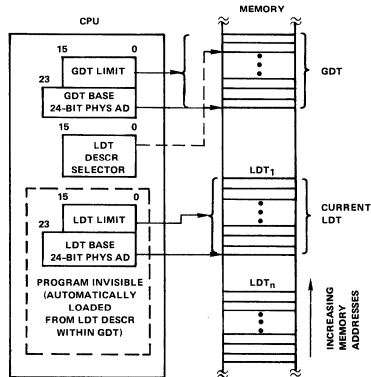 CPU
MEMORY
15 0
GDT LIMIT
23
GDT BASE
24-BIT PHYS AD
15 0
LDT
DESCR
SELECTOR
GDT
15 0
LDT LIMIT
23
LDT BASE
24-BIT PHYS AD
PROGRAM INVISIBLE
(AUTOMATICALLY
LOADED
FROM LDT DESCR
WITHIN GDT)
LDT₁
CURRENT
LDT
LDTₙ
INCREASING
MEMORY
ADDRESSES